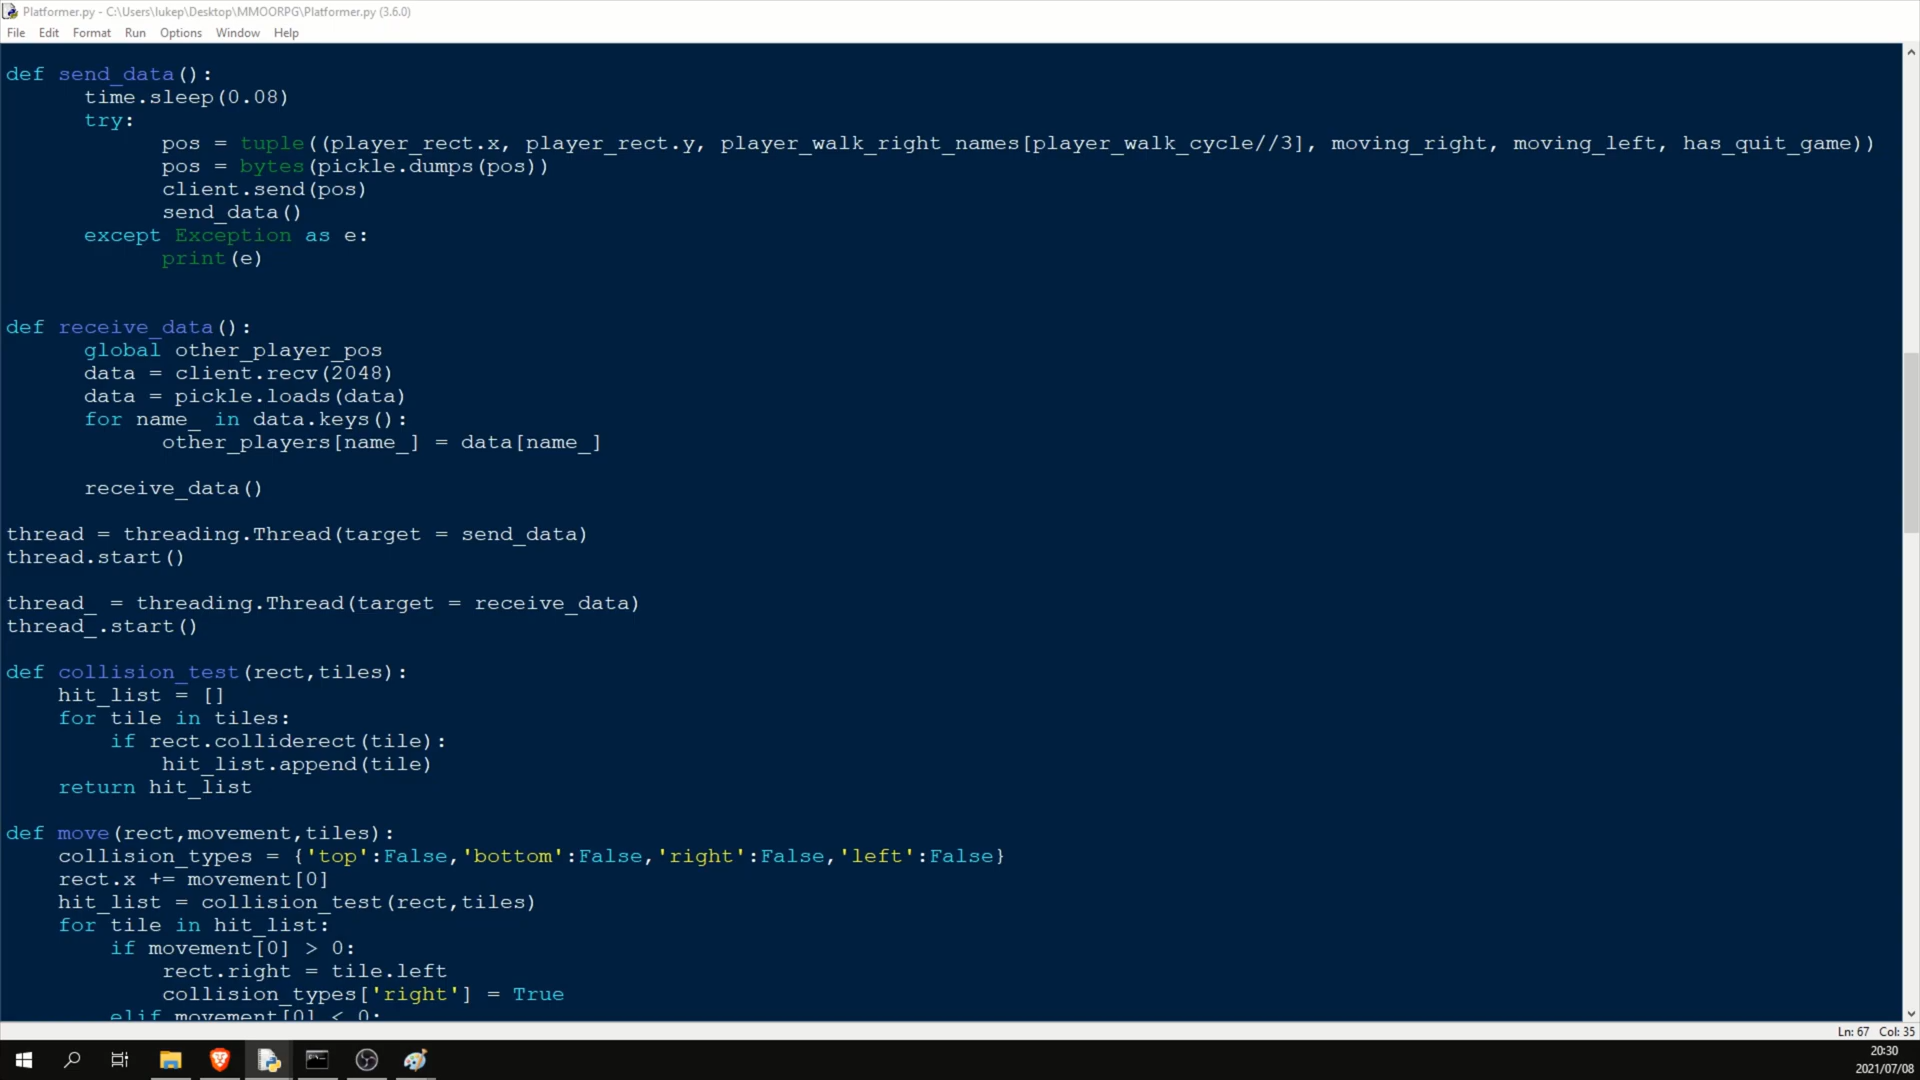 Platformer.py - C:\Users\lukep\Desktop\MMOORPG\Platformer.py (3.6.0)
File Edit Format Run Options Window Help
def send_data():
time.sleep(0.08)
try:
pos = tuple((player_rect.x, player_rect.y, player_walk_right_names[player_walk_cycle//3], moving_right, moving_left, has_quit_game))
pos = bytes(pickle.dumps(pos))
client.send(pos)
send_data()
except Exception as e:
print(e)
def receive_data():
global other_player_pos
data = client.recv(2048)
data = pickle.loads(data)
for name_ in data.keys():
other_players[name_] = data[name_]
receive_data()
thread = threading.Thread(target = send_data)
thread.start()
thread_ = threading.Thread(target = receive_data)
thread_.start()
def collision_test(rect,tiles):
hit_list = []
for tile in tiles:
if rect.colliderect(tile):
hit_list.append(tile)
return hit_list
def move(rect,movement,tiles):
collision_types = {'top':False,'bottom':False,'right':False,'left':False}
rect.x += movement[0]
hit_list = collision_test(rect,tiles)
for tile in hit_list:
if movement[0] > 0:
rect.right = tile.left
collision_types['right'] = True
elif movement[0] < 0:
Ln: 67 Col: 35
20:30
2021/07/08